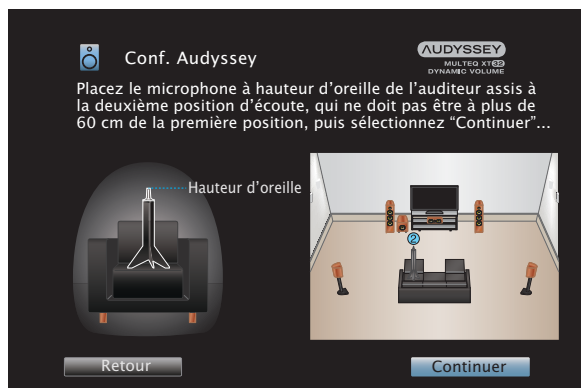 Conf. Audyssey
AUDYSSEY
MULTEQ XT32
DYNAMIC VOLUME
Placez le microphone à hauteur d’oreille de l’auditeur assis à
la deuxième position d’écoute, qui ne doit pas être à plus de
60 cm de la première position, puis sélectionnez “Continuer”...
Hauteur d’oreille
2
Retour
Continuer